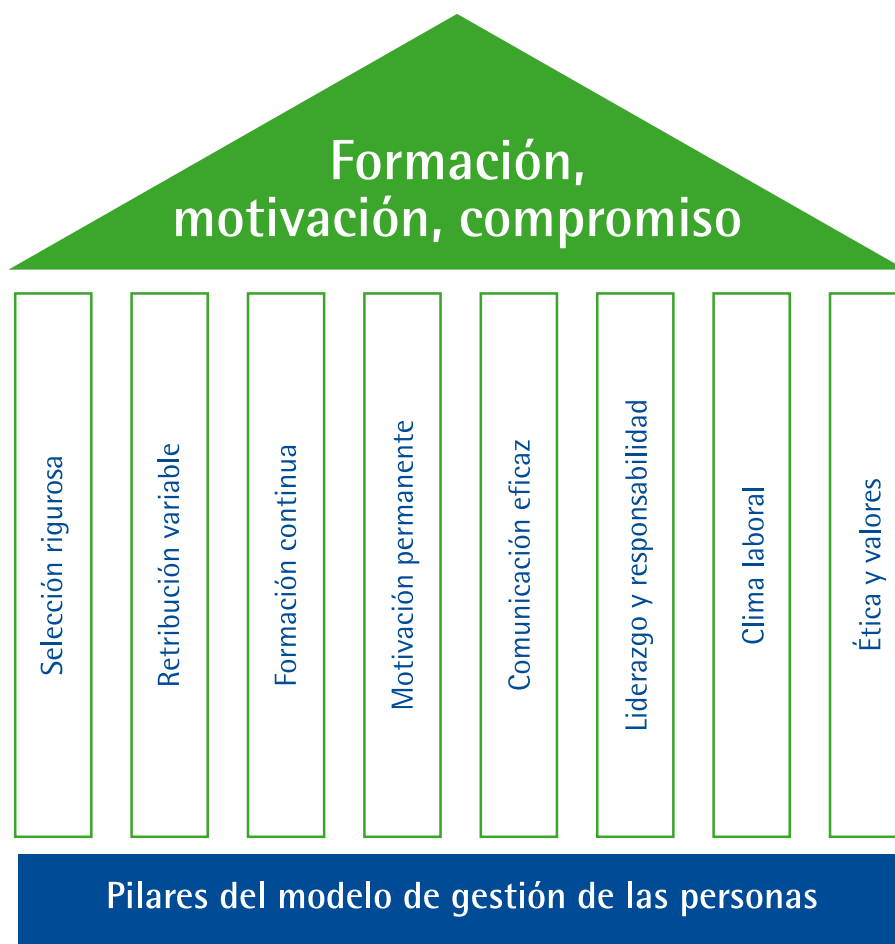 Formación,
motivación, compromiso
Selección rigurosa
Retribución variable
Formación continua
Motivación permanente
Comunicación eficaz
Liderazgo y responsabilidad
Clima laboral
Ética y valores
Pilares del modelo de gestión de las personas